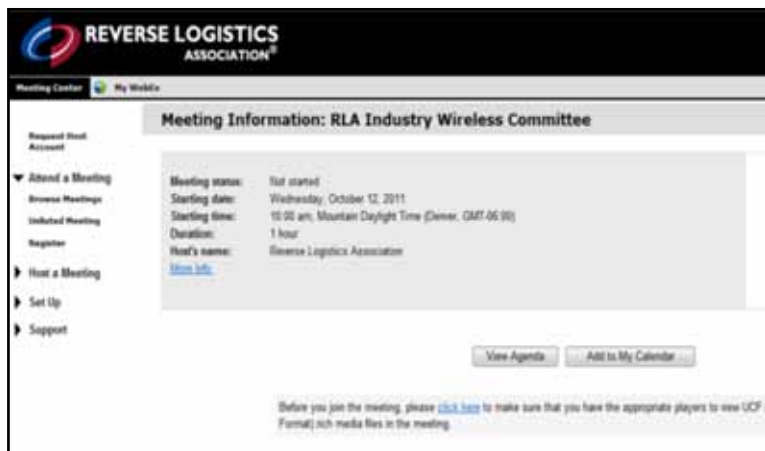 REVERSE LOGISTICS
ASSOCIATION®
Meeting Center My WebEx
Meeting Information: RLA Industry Wireless Committee
Request Host
Account
Attend a Meeting
Browse Meetings
Unlisted Meeting
Register
Host a Meeting
Set Up
Support
Meeting status: Not started
Starting date: Wednesday, October 12, 2011
Starting time: 10:00 am, Mountain Daylight Time (Denver, GMT-06:00)
Duration: 1 hour
Host's name: Reverse Logistics Association
More Info
View Agenda Add to My Calendar
Before you join the meeting, please click here to make sure that you have the appropriate players to view UCF
Format) rich media files in the meeting.